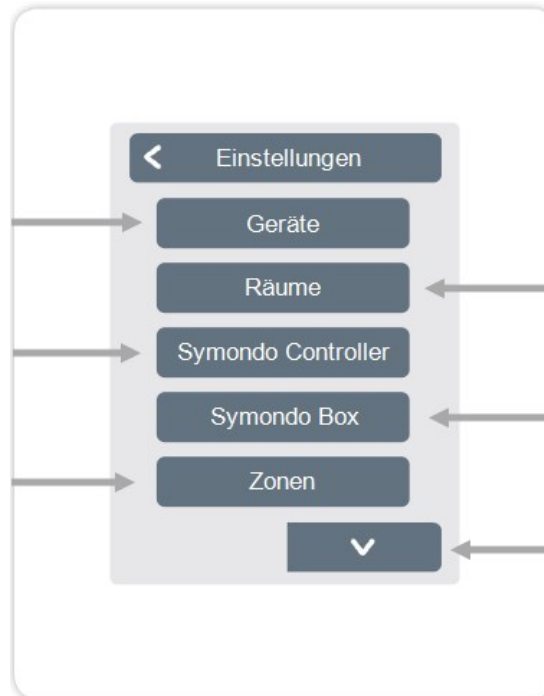 Einstellungen
Geräte
Räume
Symondo Controller
Symondo Box
Zonen